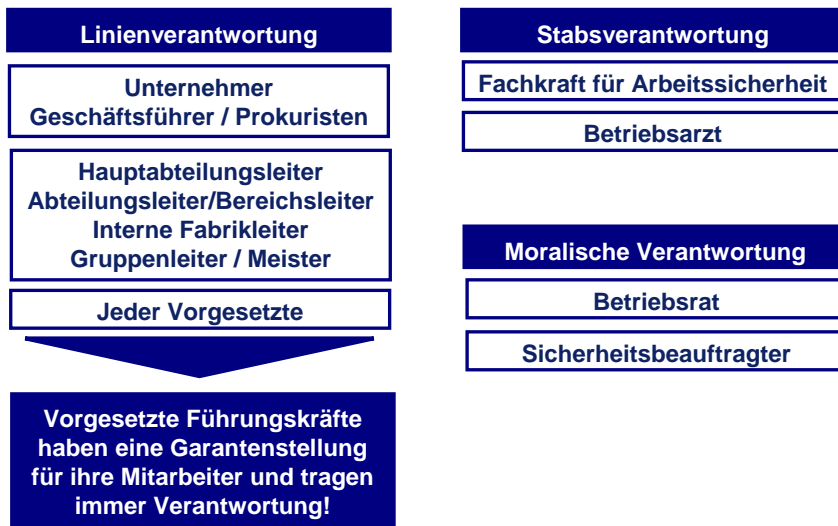 Linienverantwortung
Unternehmer
Geschäftsführer / Prokuristen
Hauptabteilungsleiter
Abteilungsleiter/Bereichsleiter
Interne Fabrikleiter
Gruppenleiter / Meister
Jeder Vorgesetzte
Vorgesetzte Führungskräfte
haben eine Garantenstellung
für ihre Mitarbeiter und tragen
immer Verantwortung!
Stabsverantwortung
Fachkraft für Arbeitssicherheit
Betriebsarzt
Moralische Verantwortung
Betriebsrat
Sicherheitsbeauftragter